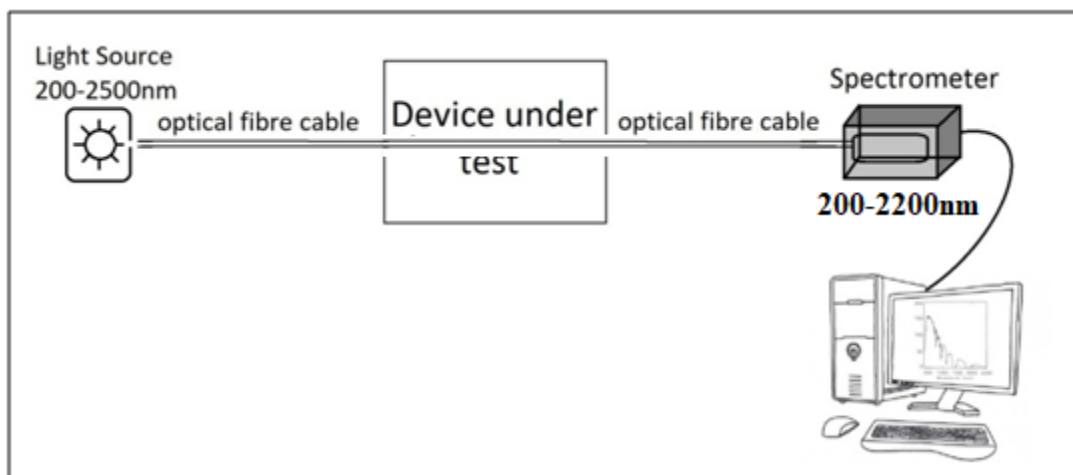 Light Source
200-2500nm
optical fibre cable
Device under
test
optical fibre cable
Spectrometer
200-2200nm